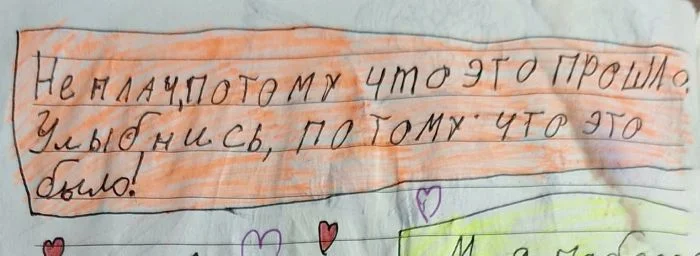 Не плач, потому что это прошло.
Улыбнись, потому что это
было!